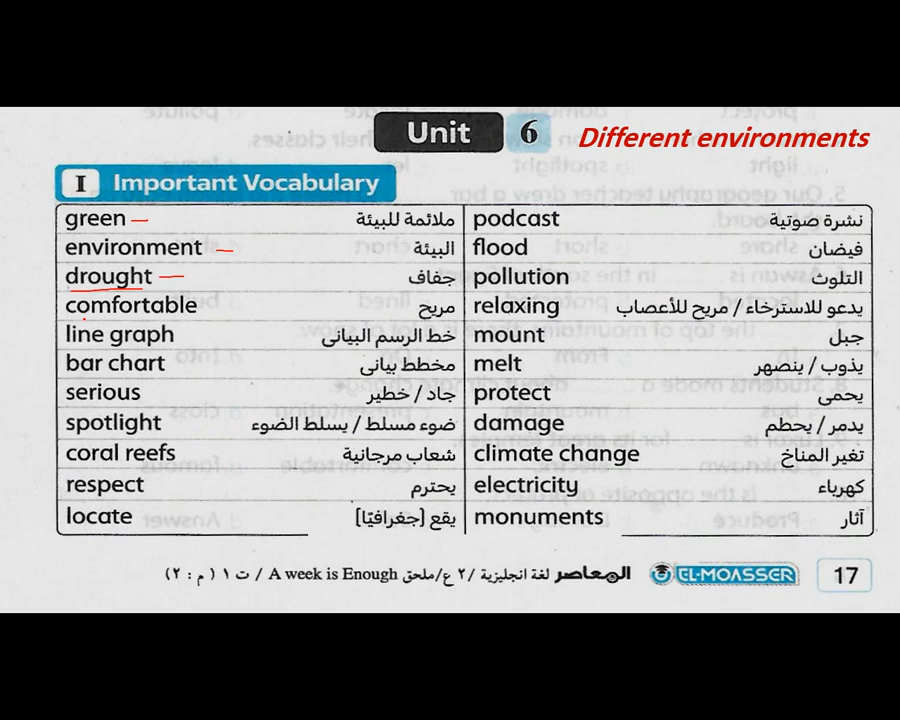 Unit 6 Different environments
I Important Vocabulary
green ملائمة للبيئة podcast نشرة صوتية
environment البيئة flood فيضان
drought جفاف pollution التلوث
comfortable مريح relaxing يدعو للاسترخاء / مريح للأعصاب
line graph خط الرسم البيانى mount جبل
bar chart مخطط بيانى melt يذوب / ينصهر
serious جاد / خطير protect يحمى
spotlight ضوء مسلط / يسلط الضوء damage يدمر / يحطم
coral reefs شعاب مرجانية climate change تغير المناخ
respect يحترم electricity كهرباء
locate يقع [جغرافيًا] monuments آثار
المعاصر لغة انجليزية / ٢ ع/ملحق A week is Enough / ت ١ ( م : ٢ ) EL-MOASSER 17